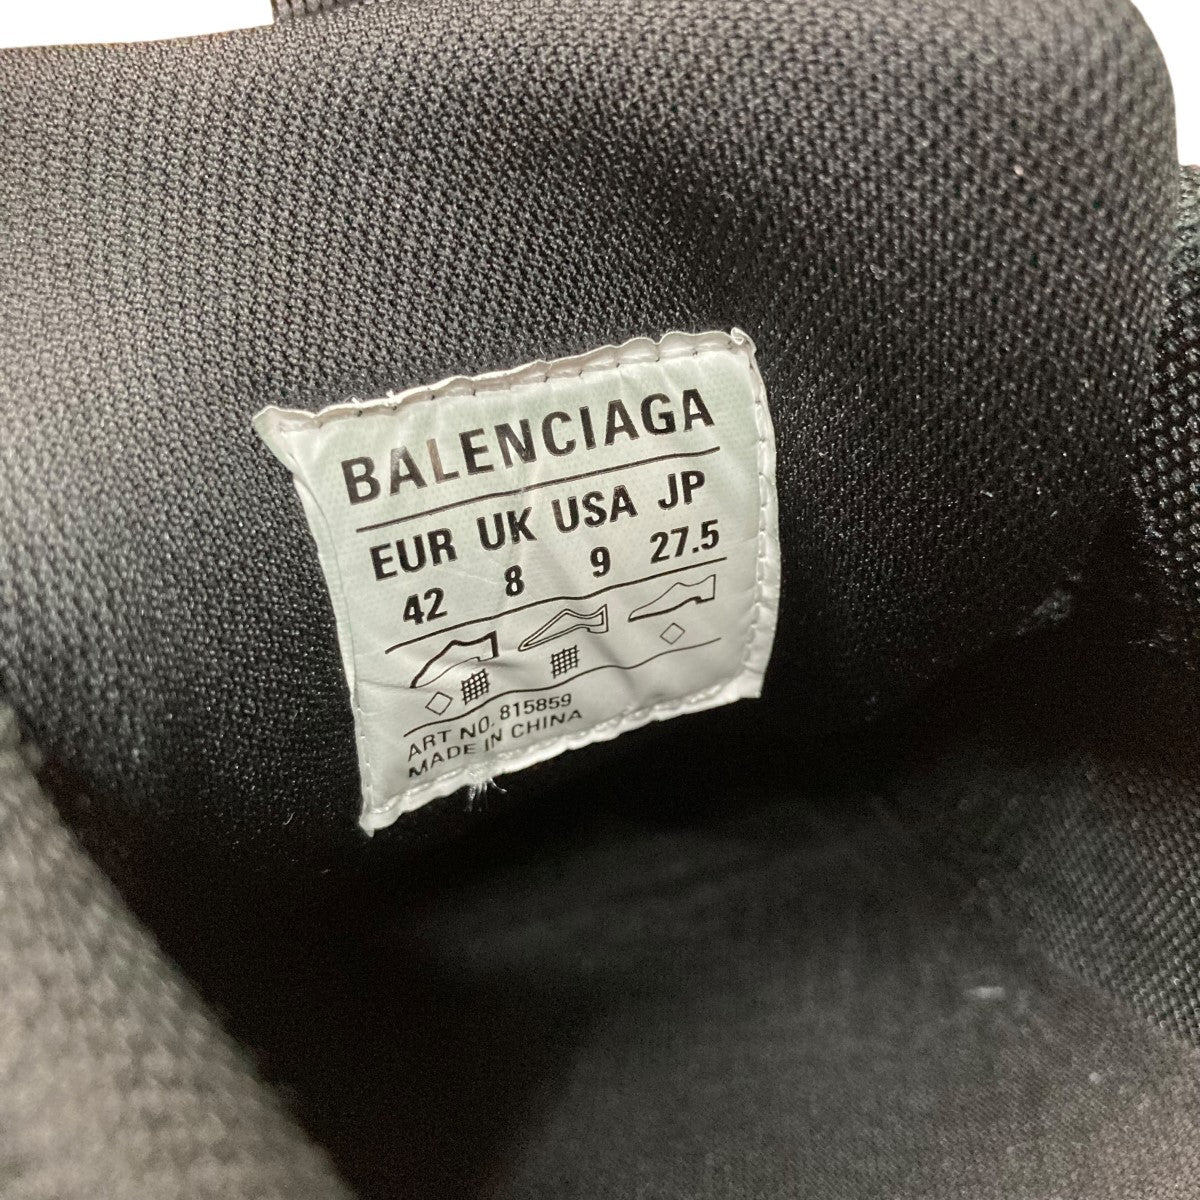 BALENCIAGA
EUR UK USA JP
42 8 9 27.5
ART NO. 815859
MADE IN CHINA